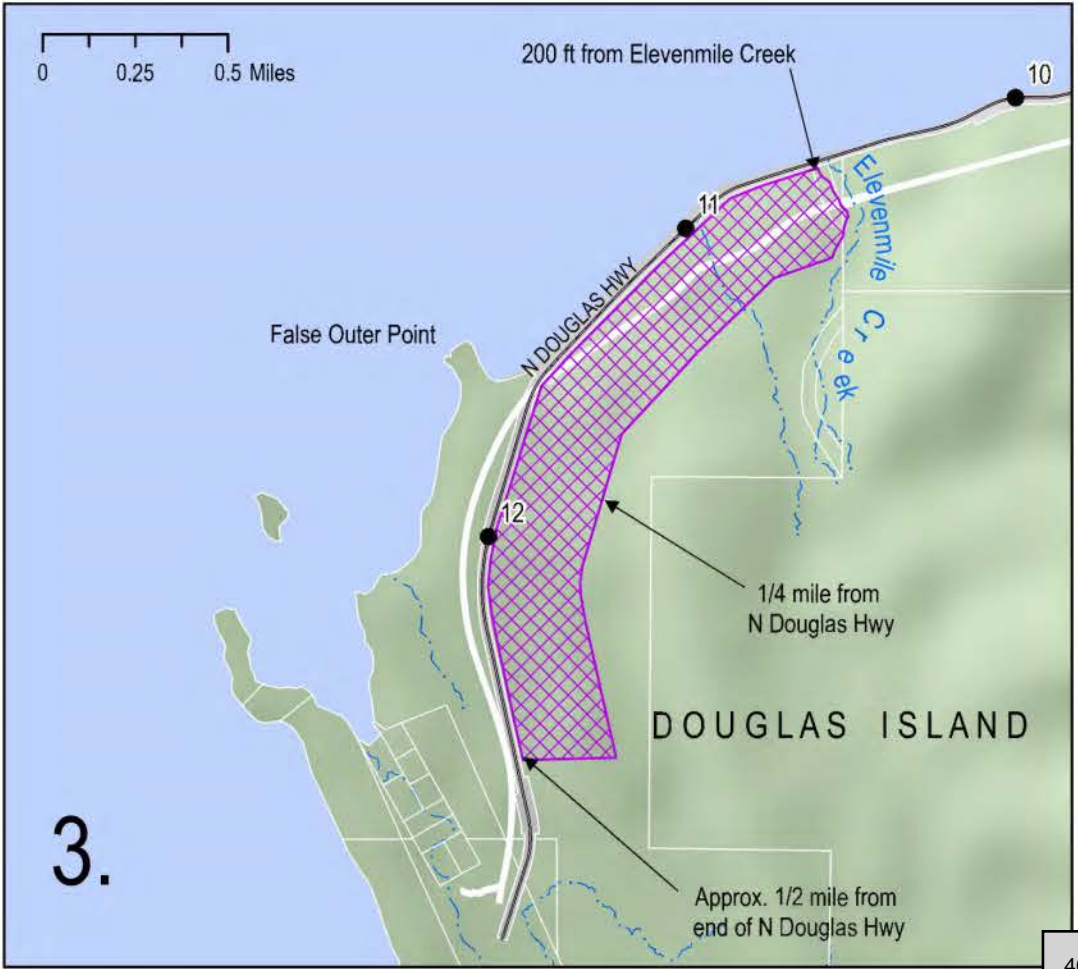 0 0.25 0.5 Miles
200 ft from Elevenmile Creek
10
11
Elevenmile Creek
N DOUGLAS HWY
False Outer Point
12
1/4 mile from
N Douglas Hwy
DOUGLAS ISLAND
3.
Approx. 1/2 mile from
end of N Douglas Hwy